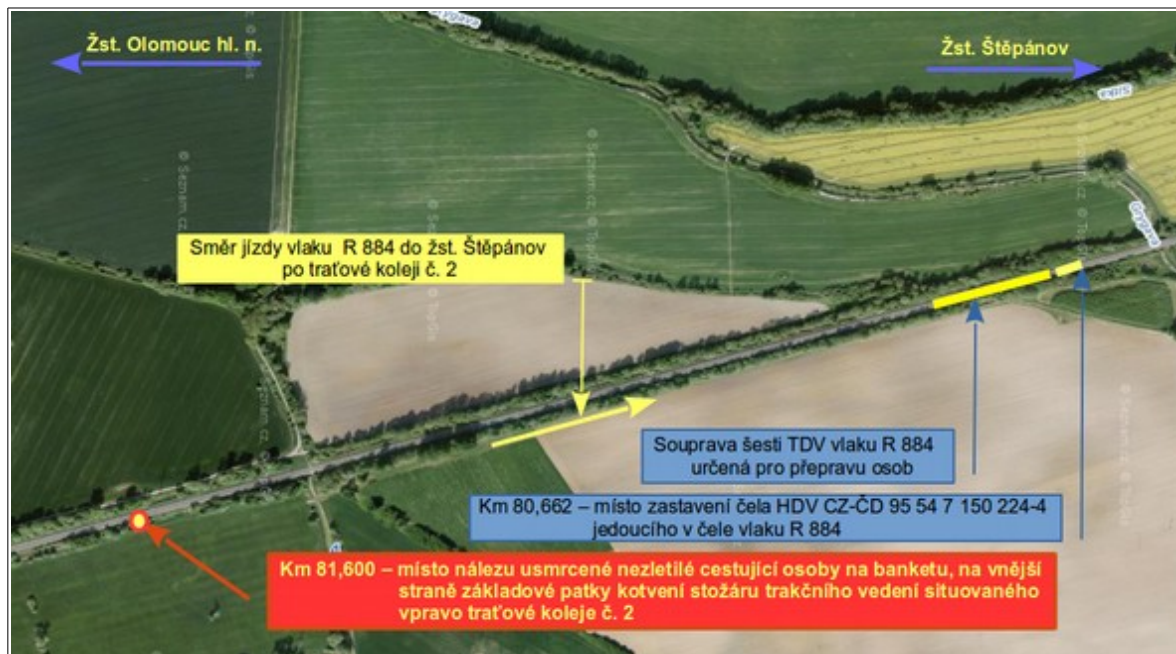 Grygava
Žst. Olomouc hl. n.
Žst. Štěpánov
Sitka
Směr jízdy vlaku R 884 do žst. Štěpánov
po traťové koleji č. 2
Grygava
Souprava šesti TDV vlaku R 884
určená pro přepravu osob
Km 80,662 – místo zastavení čela HDV CZ-ČD 95 54 7 150 224-4
jedoucího v čele vlaku R 884
Km 81,600 – místo nálezu usmrcené nezletilé cestující osoby na banketu, na vnější
straně základové patky kotvení stožáru trakčního vedení situovaného
vpravo traťové koleje č. 2